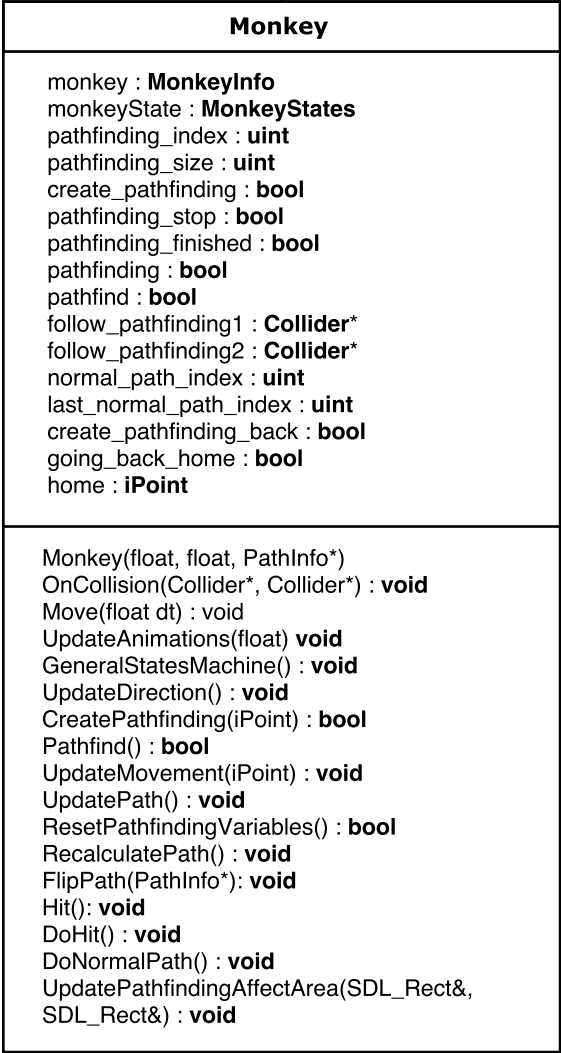 Monkey
monkey : MonkeyInfo
monkeyState : MonkeyStates
pathfinding_index : uint
pathfinding_size : uint
create_pathfinding : bool
pathfinding_stop : bool
pathfinding_finished : bool
pathfinding : bool
pathfind : bool
follow_pathfinding1 : Collider*
follow_pathfinding2 : Collider*
normal_path_index : uint
last_normal_path_index : uint
create_pathfinding_back : bool
going_back_home : bool
home : iPoint
Monkey(float, float, PathInfo*)
OnCollision(Collider*, Collider*) : void
Move(float dt) : void
UpdateAnimations(float) void
GeneralStatesMachine() : void
UpdateDirection() : void
CreatePathfinding(iPoint) : bool
Pathfind() : bool
UpdateMovement(iPoint) : void
UpdatePath() : void
ResetPathfindingVariables() : bool
RecalculatePath() : void
FlipPath(PathInfo*): void
Hit(): void
DoHit() : void
DoNormalPath() : void
UpdatePathfindingAffectArea(SDL_Rect&,
SDL_Rect&) : void